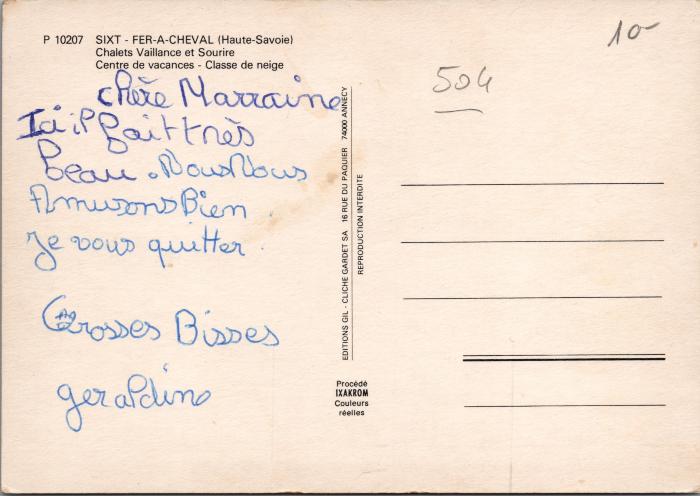 P 10207 SIXT - FER-A-CHEVAL (Haute-Savoie)
Chalets Vaillance et Sourire
Centre de vacances - Classe de neige
chère Marraine
Ici il fait très
beau. Nous Nous
Amusons Bien.
Je vous quitter.
Grosses Bisses
geraldine
EDITIONS GIL - CLICHE GARDET SA 16 RUE DU PAQUIER 74000 ANNECY
REPRODUCTION INTERDITE
Procédé
IXAKROM
Couleurs
réelles
504
10-